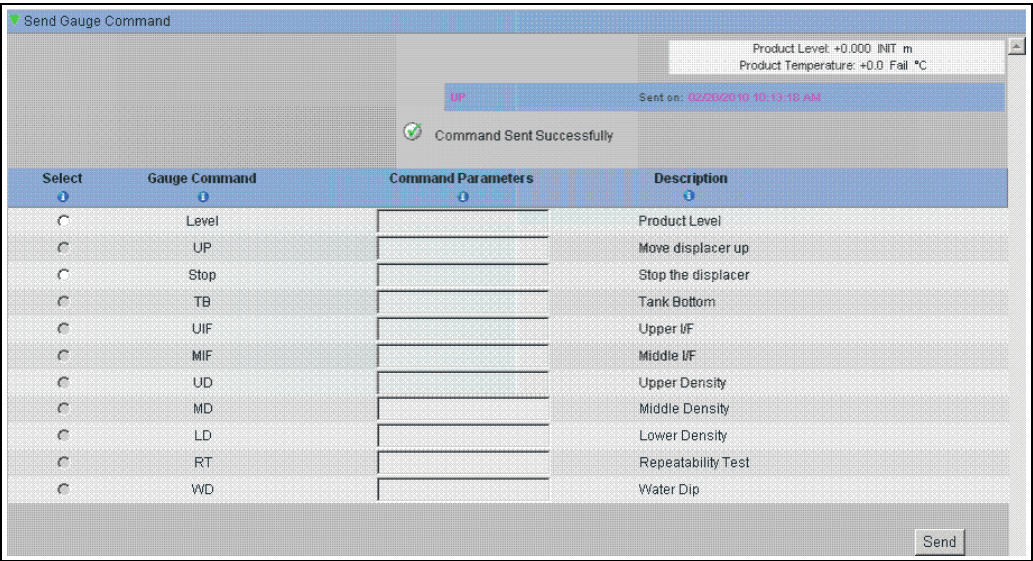 Send Gauge Command
Product Level: +0.000 INIT m
Product Temperature: +0.0 Fail °C
UP Sent on: 02/20/2010 10:13:18 AM
Command Sent Successfully
Select Gauge Command Command Parameters Description
Level Product Level
UP Move displacer up
Stop Stop the displacer
TB Tank Bottom
UIF Upper I/F
MIF Middle I/F
UD Upper Density
MD Middle Density
LD Lower Density
RT Repeatability Test
WD Water Dip
Send